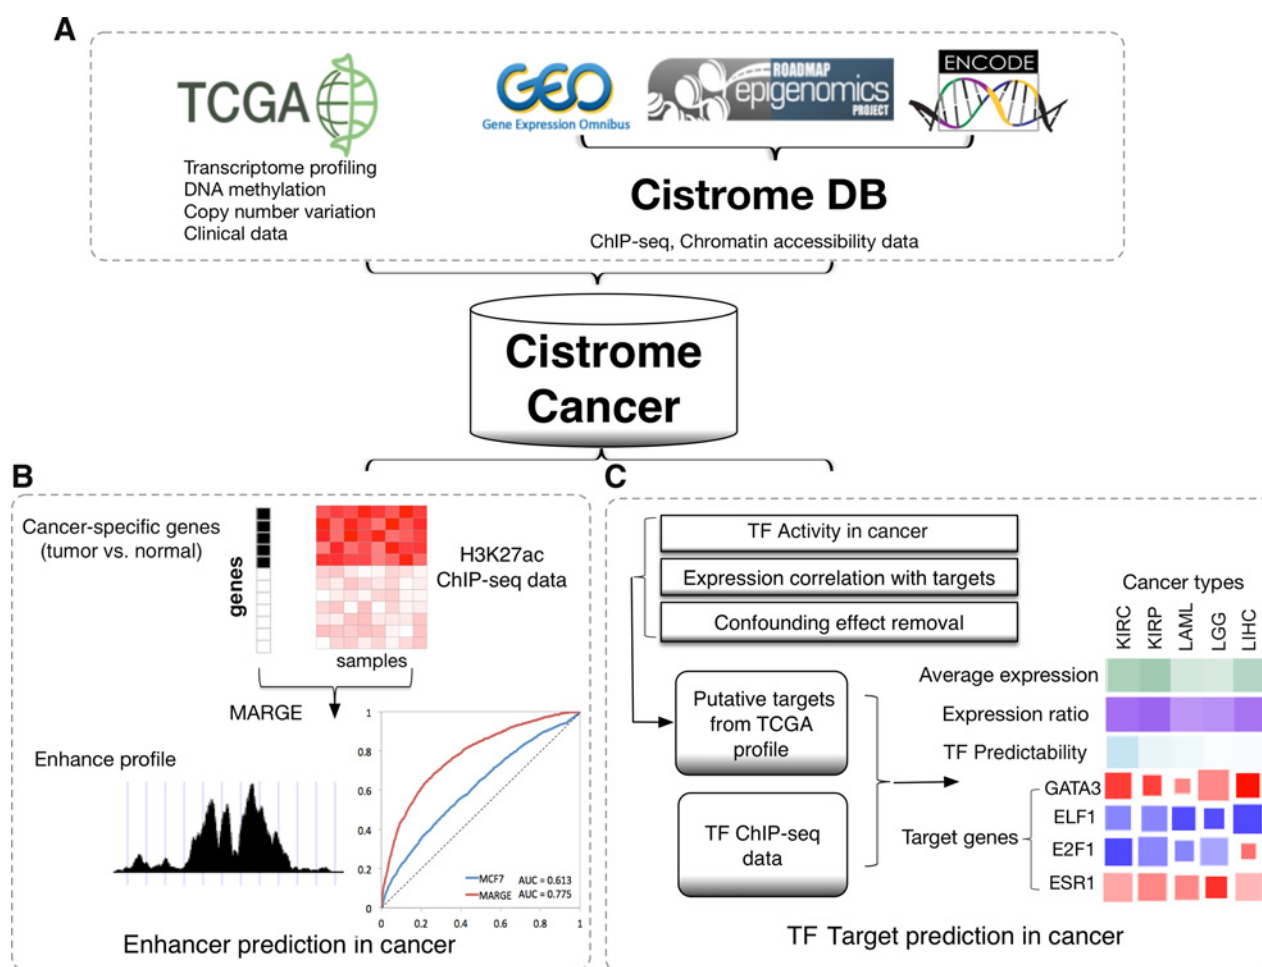 A
TCGA
Transcriptome profiling
DNA methylation
Copy number variation
Clinical data
GEO
Gene Expression Omnibus
ROADMAP
epigenomics
PROJECT
ENCODE
Cistrome DB
ChIP-seq, Chromatin accessibility data
Cistrome
Cancer
B
Cancer-specific genes
(tumor vs. normal)
genes
H3K27ac
ChIP-seq data
samples
MARGE
Enhance profile
1
0.8
0.6
0.4
0.2
0
0
0.2
0.4
0.6
0.8
1
MCF7 AUC = 0.613
MARGE AUC = 0.775
Enhancer prediction in cancer
C
TF Activity in cancer
Expression correlation with targets
Confounding effect removal
Putative targets
from TCGA
profile
TF ChIP-seq
data
Cancer types
KIRC
KIRP
LAML
LGG
LIHC
Average expression
Expression ratio
TF Predictability
Target genes
GATA3
ELF1
E2F1
ESR1
TF Target prediction in cancer